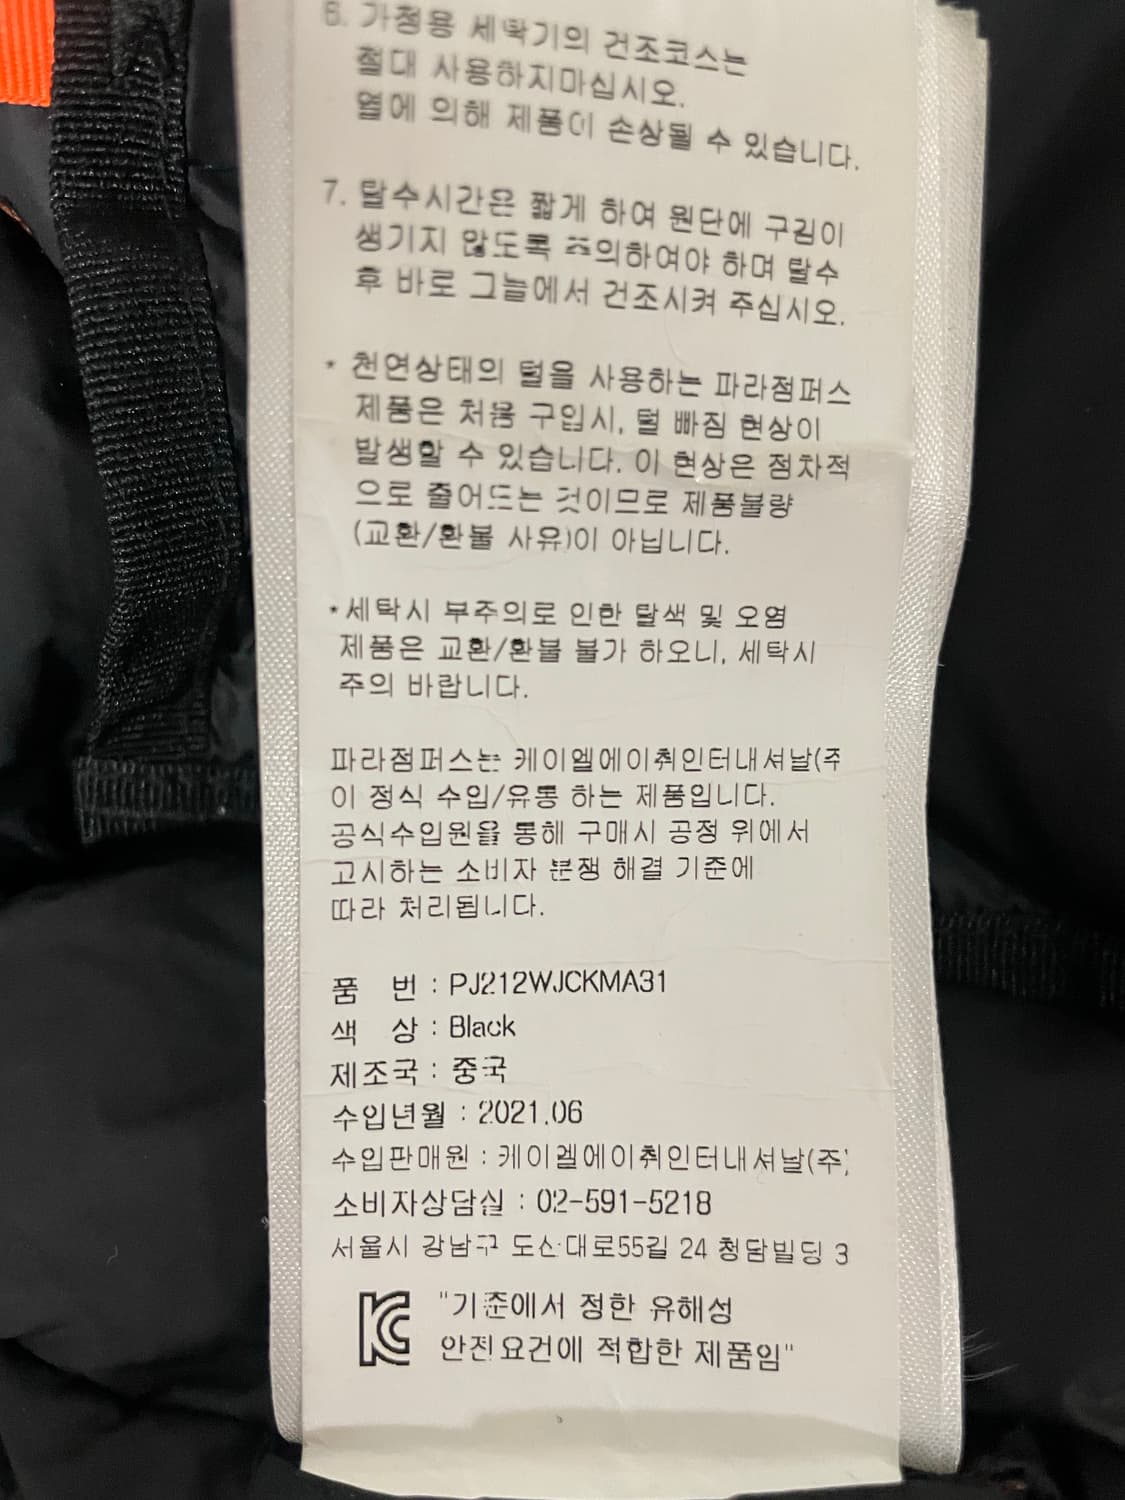 6. 가정용 세탁기의 건조코스는
절대 사용하지마십시오.
열에 의해 제품이 손상될 수 있습니다.
7. 탈수시간은 짧게 하여 원단에 구김이
생기지 않도록 주의하여야 하며 탈수
후 바로 그늘에서 건조시켜 주십시오.
* 천연상태의 털을 사용하는 파라점퍼스
제품은 처음 구입시, 털 빠짐 현상이
발생할 수 있습니다. 이 현상은 점차적
으로 줄어드는 것이므로 제품불량
(교환/환불 사유)이 아닙니다.
*세탁시 부주의로 인한 탈색 및 오염
제품은 교환/환불 불가 하오니, 세탁시
주의 바랍니다.
파라점퍼스는 케이엘에이취인터내셔날(주
이 정식 수입/유통 하는 제품입니다.
공식수입원을 통해 구매시 공정 위에서
고시하는 소비자 분쟁 해결 기준에
따라 처리됩니다.
품 번 : PJ212WJCKMA31
색 상 : Black
제조국 : 중국
수입년월 : 2021.06
수입판매원 : 케이엘에이취인터내셔날(주)
소비자상담실 : 02-591-5218
서울시 강남구 도산대로55길 24 청담빌딩 3
KC "기준에서 정한 유해성
안전요건에 적합한 제품임"